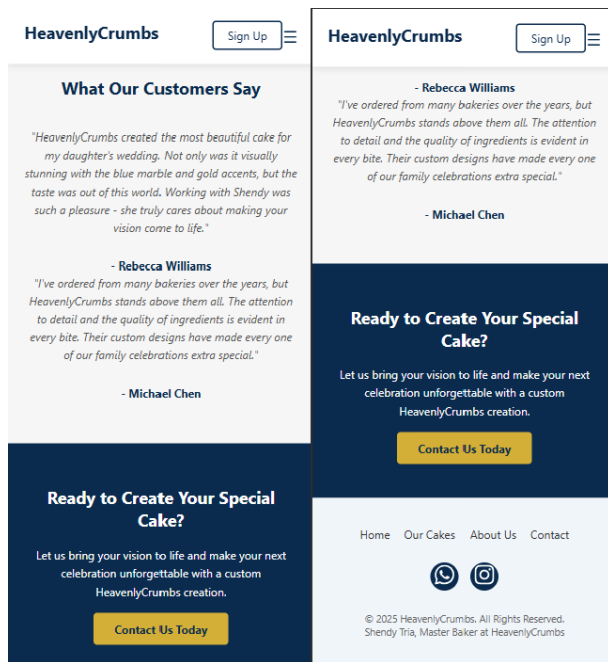 HeavenlyCrumbs
Sign Up
What Our Customers Say
"HeavenlyCrumbs created the most beautiful cake for
my daughter's wedding. Not only was it visually
stunning with the blue marble and gold accents, but the
taste was out of this world. Working with Shendy was
such a pleasure - she truly cares about making your
vision come to life."
- Rebecca Williams
"I've ordered from many bakeries over the years, but
HeavenlyCrumbs stands above them all. The attention
to detail and the quality of ingredients is evident in
every bite. Their custom designs have made every one
of our family celebrations extra special."
- Michael Chen
Ready to Create Your Special
Cake?
Let us bring your vision to life and make your next
celebration unforgettable with a custom
HeavenlyCrumbs creation.
Contact Us Today
HeavenlyCrumbs
Sign Up
- Rebecca Williams
"I've ordered from many bakeries over the years, but
HeavenlyCrumbs stands above them all. The attention
to detail and the quality of ingredients is evident in
every bite. Their custom designs have made every one
of our family celebrations extra special."
- Michael Chen
Ready to Create Your Special
Cake?
Let us bring your vision to life and make your next
celebration unforgettable with a custom
HeavenlyCrumbs creation.
Contact Us Today
Home Our Cakes About Us Contact
© 2025 HeavenlyCrumbs. All Rights Reserved.
Shendy Tria, Master Baker at HeavenlyCrumbs